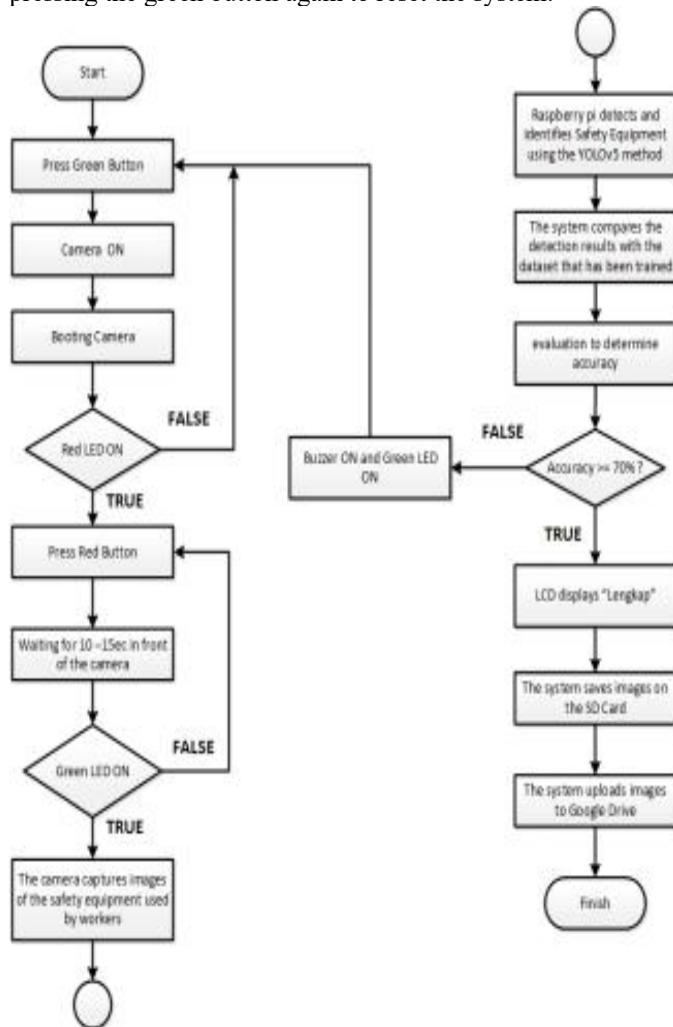 pressing the green button again to reset the system.
Start
Press Green Button
Camera ON
Booting Camera
Red LED ON
FALSE
TRUE
Press Red Button
Waiting for 10 –15ec in front
of the camera
Green LED ON
FALSE
TRUE
The camera captures images
of the safety equipment used
by workers
Raspberry pi detects and
identifies Safety Equipment
using the YOLOv5 method
The system compares the
detection results with the
dataset that has been trained
evaluation to determine
accuracy
Accuracy >= 70% ?
FALSE
Buzzer ON and Green LED
ON
TRUE
LCD displays "Lengkap"
The system saves images on
the SD Card
The system uploads images
to Google Drive
Finish